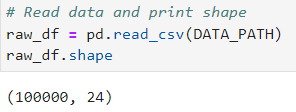 # Read data and print shape
raw_df = pd.read_csv(DATA_PATH)
raw_df.shape
(100000, 24)